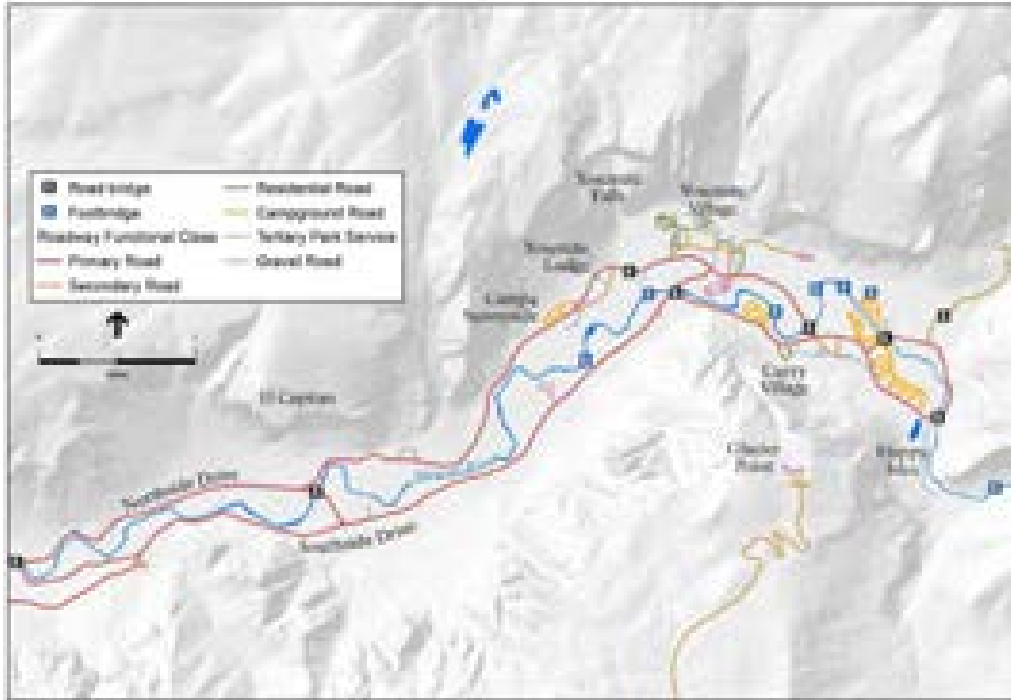 Yosemite
Falls
Yosemite
Village
Road bridge
Footbridge
Roadway Functional Class
Primary Road
Secondary Road
Residential Road
Campground Road
Tertiary Park Service
Gravel Road
Yosemite
Lodge
El Capitan
Curry
Village
Glacier
Point
Northside Drive
Southside Drive